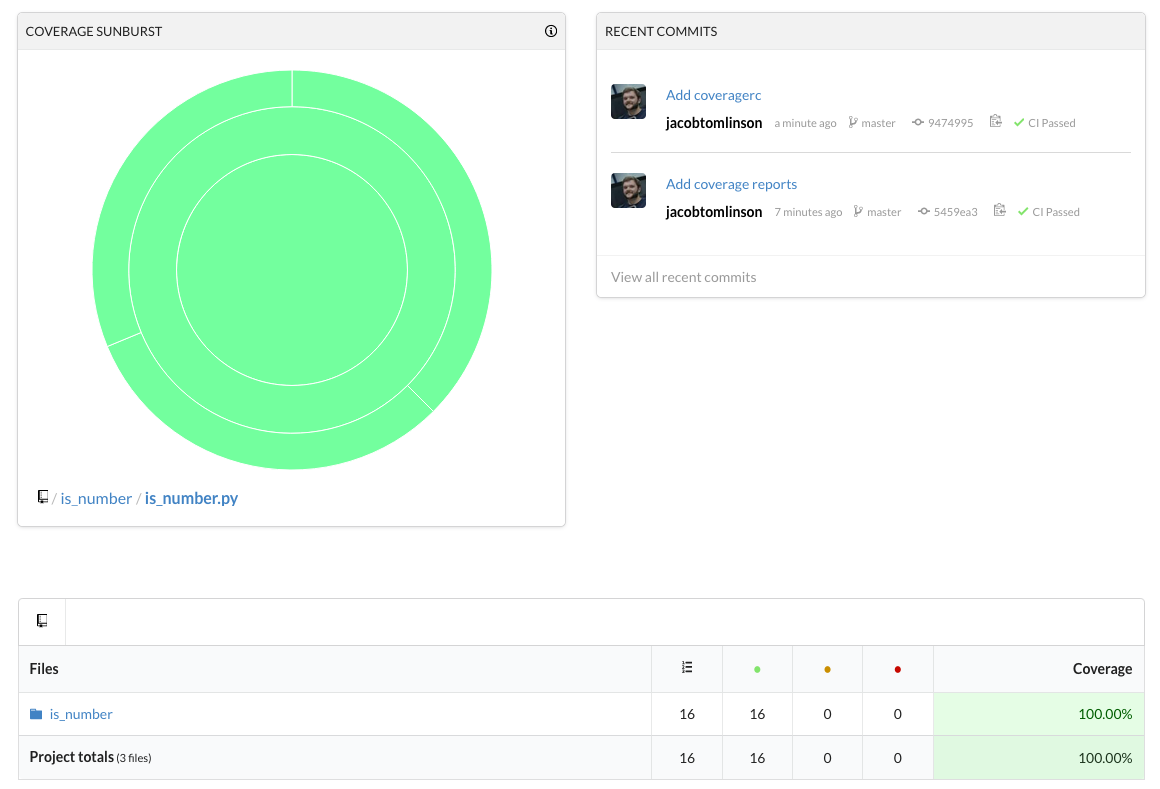 COVERAGE SUNBURST
/ is_number / is_number.py
RECENT COMMITS
Add coveragerc
jacobtomlinson a minute ago master 9474995 CI Passed
Add coverage reports
jacobtomlinson 7 minutes ago master 5459ea3 CI Passed
View all recent commits
Files Coverage
is_number 16 16 0 0 100.00%
Project totals (3 files) 16 16 0 0 100.00%